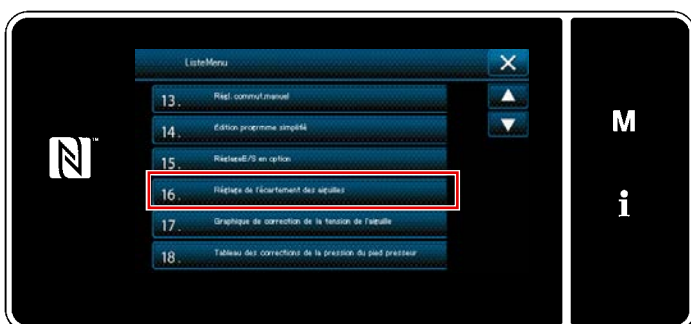 ListeMenu
13. Régl. commut.manuel
14. Édition progrmme simplifié
15. RéglageE/S en option
16. Réglage de l'écartement des aiguilles
17. Graphique de correction de la tension de l'aiguille
18. Tableau des corrections de la pression du pied presseur
M
i
N